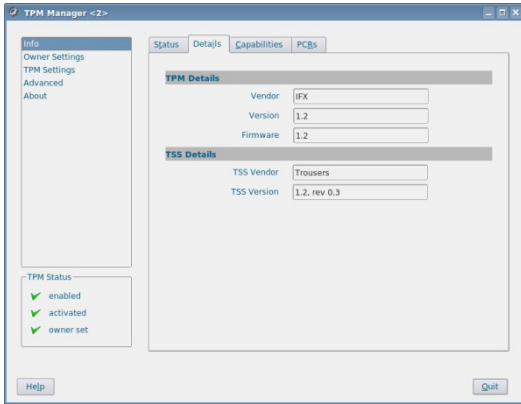 TPM Manager <2>
Info
Owner Settings
TPM Settings
Advanced
About
Status Details Capabilities PCRs
TPM Details
Vendor IFX
Version 1.2
Firmware 1.2
TSS Details
TSS Vendor Trousers
TSS Version 1.2, rev 0.3
TPM Status
enabled
activated
owner set
Help
Quit